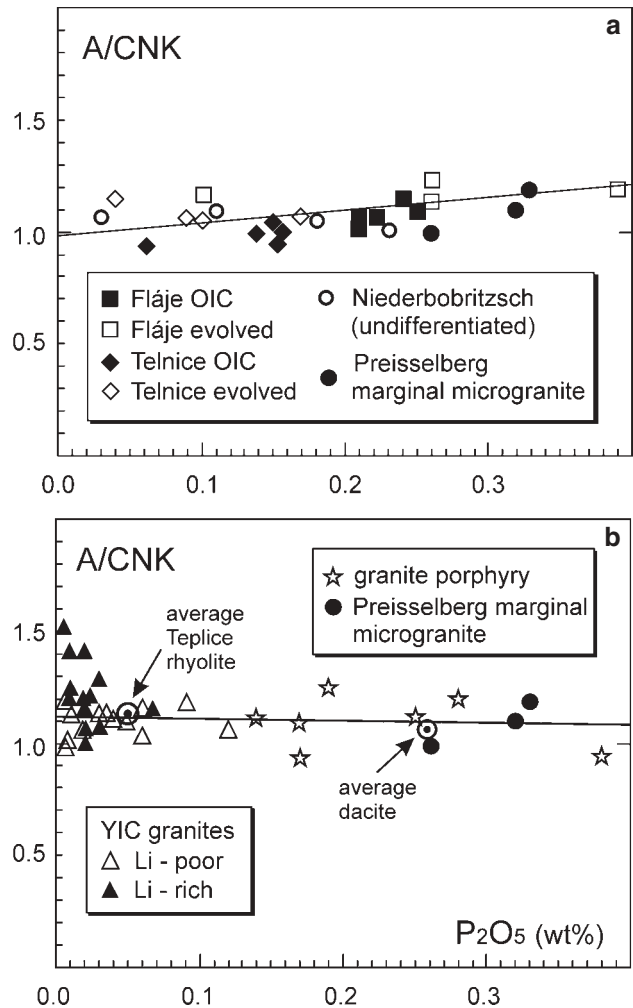 a
A/CNK
1.5
1.0
0.5
Fláje OIC
Fláje evolved
Telnice OIC
Telnice evolved
Niederbobritzsch
(undifferentiated)
Preisselberg
marginal microgranite
0.0 0.1 0.2 0.3
b
A/CNK
granite porphyry
Preisselberg marginal
microgranite
average
Teplice
rhyolite
1.5
1.0
0.5
average
dacite
YIC granites
Li - poor
Li - rich
P₂O₅ (wt%)
0.0 0.1 0.2 0.3